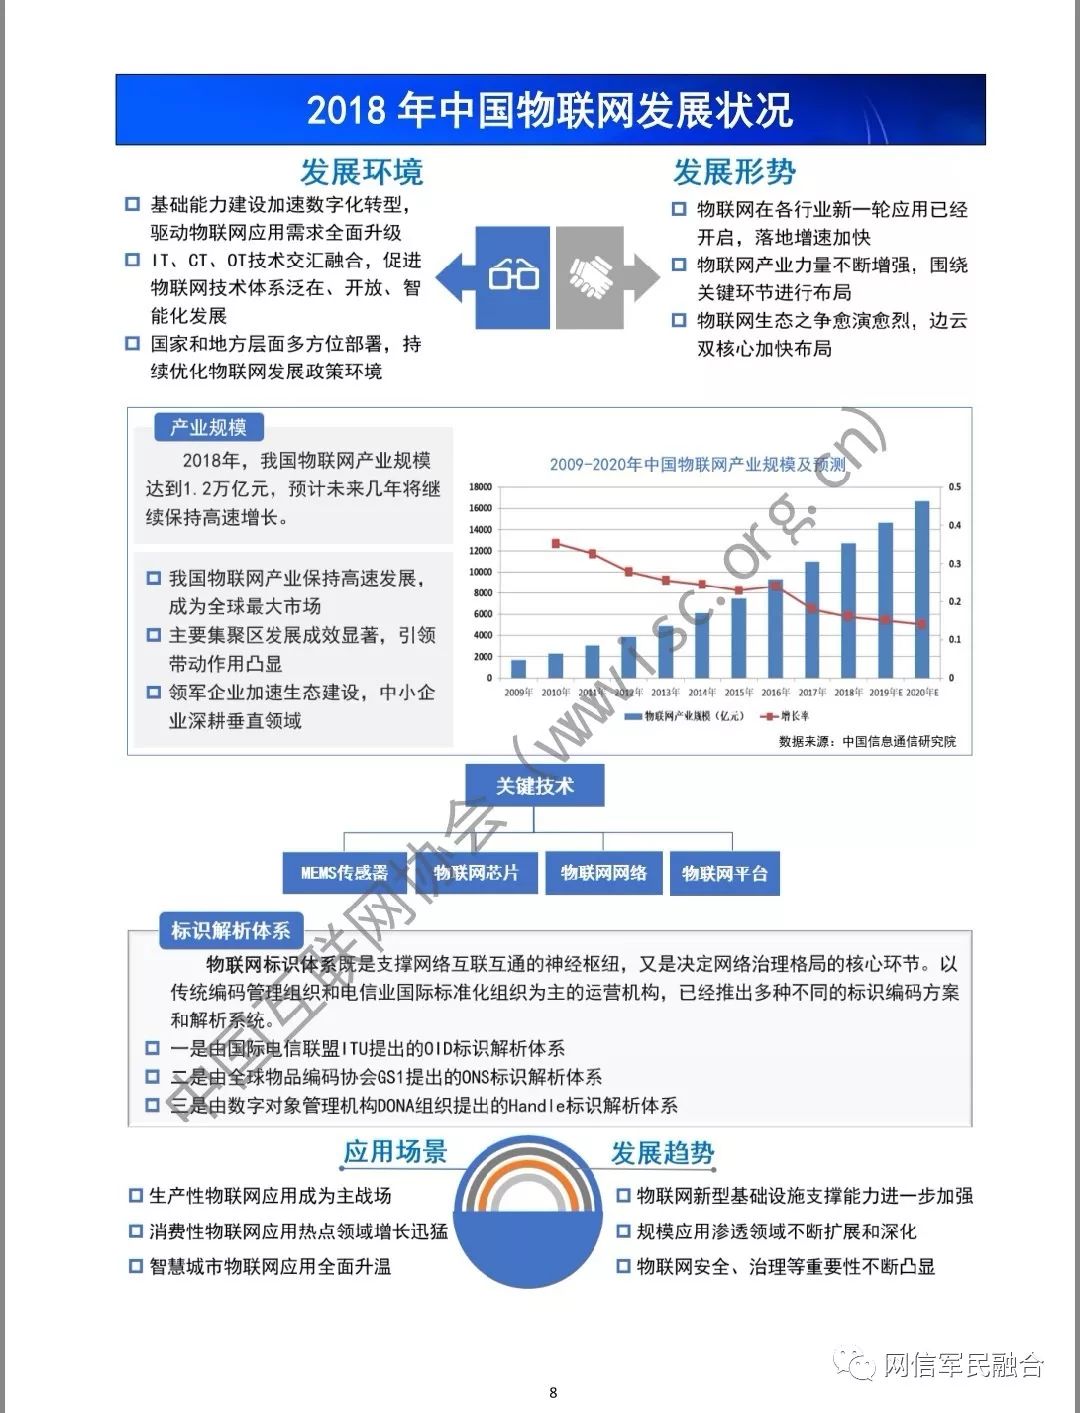 2018 年中国物联网发展状况
发展环境
基础能力建设加速数字化转型，
驱动物联网应用需求全面升级
IT、CT、OT技术交汇融合，促进
物联网技术体系泛在、开放、智
能化发展
国家和地方层面多方位部署，持
续优化物联网发展政策环境
发展形势
物联网在各行业新一轮应用已经
开启，落地增速加快
物联网产业力量不断增强，围绕
关键环节进行布局
物联网生态之争愈演愈烈，边云
双核心加快布局
产业规模
2018年，我国物联网产业规模
达到1.2万亿元，预计未来几年将继
续保持高速增长。
我国物联网产业保持高速发展，
成为全球最大市场
主要集聚区发展成效显著，引领
带动作用凸显
领军企业加速生态建设，中小企
业深耕垂直领域
2009-2020年中国物联网产业规模及预测
18000
16000
14000
12000
10000
8000
6000
4000
2000
0
0.5
0.4
0.3
0.2
0.1
0
2009年 2010年 2011年 2012年 2013年 2014年 2015年 2016年 2017年 2018年 2019年E 2020年E
物联网产业规模（亿元） 增长率
数据来源：中国信息通信研究院
关键技术
MEMS传感器 物联网芯片 物联网网络 物联网平台
标识解析体系
物联网标识体系既是支撑网络互联互通的神经枢纽，又是决定网络治理格局的核心环节。以
传统编码管理组织和电信业国际标准化组织为主的运营机构，已经推出多种不同的标识编码方案
和解析系统。
一是由国际电信联盟ITU提出的OID标识解析体系
二是由全球物品编码协会GS1提出的ONS标识解析体系
三是由数字对象管理机构DONA组织提出的Handle标识解析体系
应用场景
生产性物联网应用成为主战场
消费性物联网应用热点领域增长迅猛
智慧城市物联网应用全面升温
发展趋势
物联网新型基础设施支撑能力进一步加强
规模应用渗透领域不断扩展和深化
物联网安全、治理等重要性不断凸显
中国互联网协会（www.isc.org.cn）
网信军民融合
8